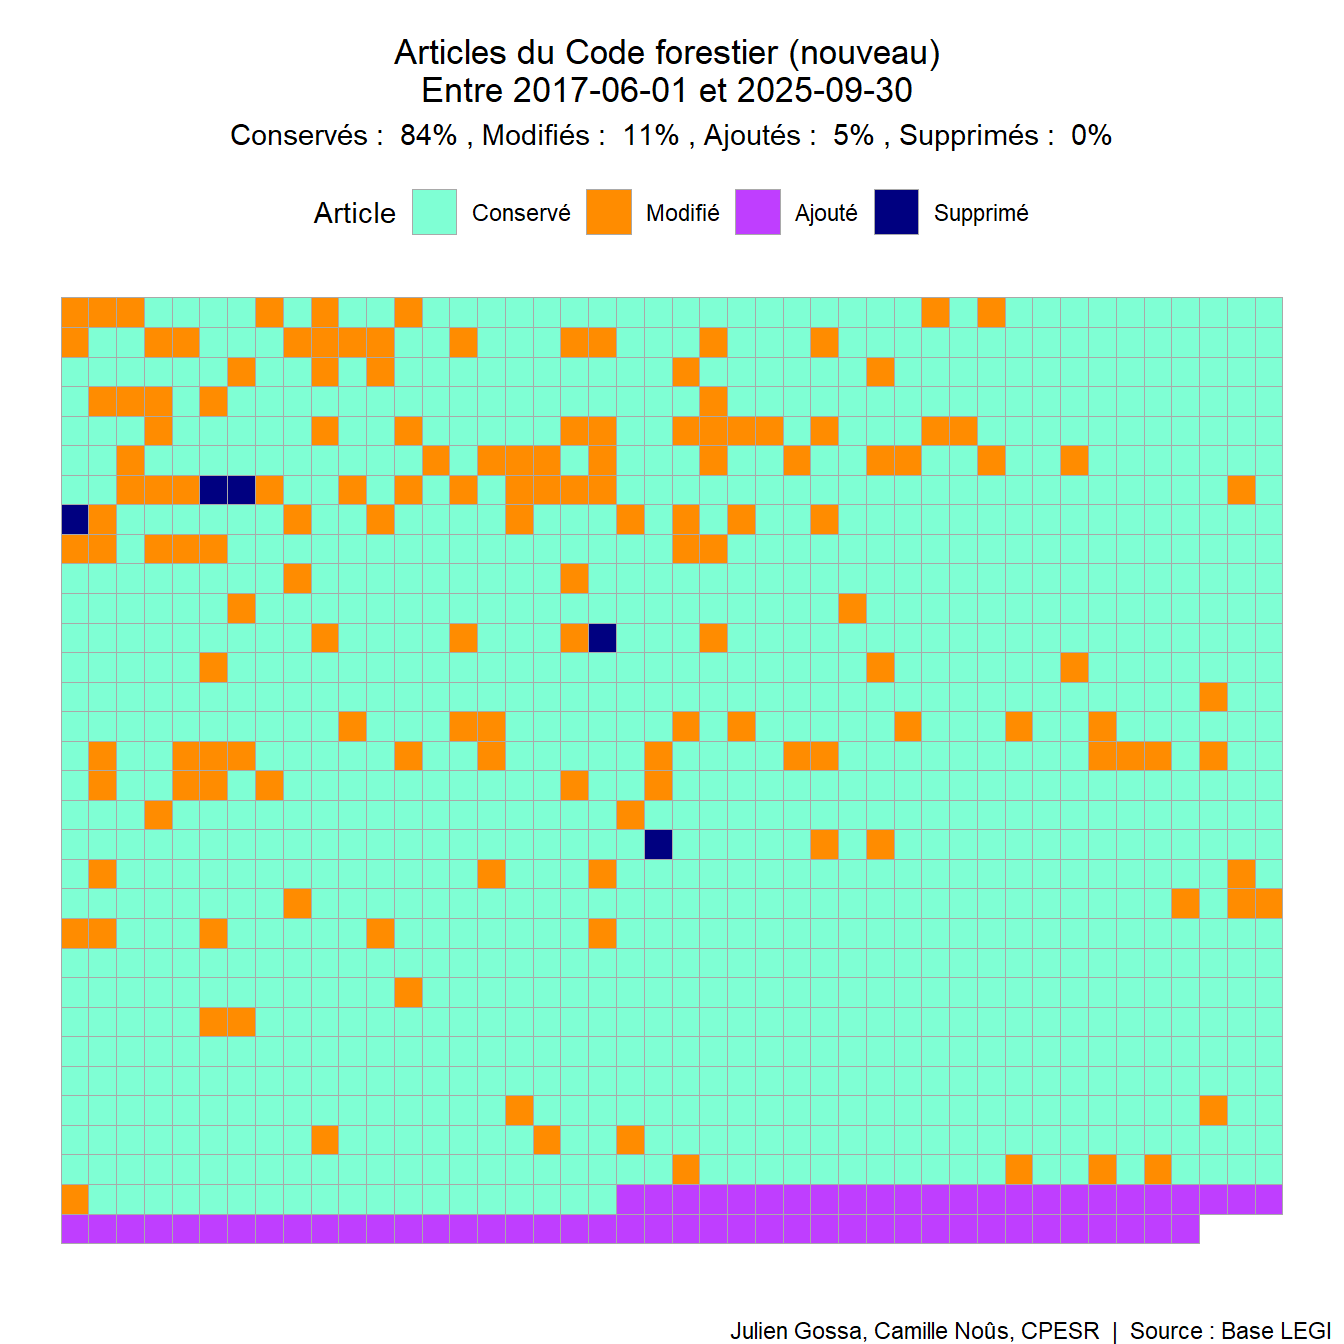 Articles du Code forestier (nouveau)
Entre 2017-06-01 et 2025-09-30
Conservés :  84% , Modifiés :  11% , Ajoutés :  5% , Supprimés :  0%
Article Conservé Modifié Ajouté Supprimé
Julien Gossa, Camille Noûs, CPESR | Source : Base LEGI